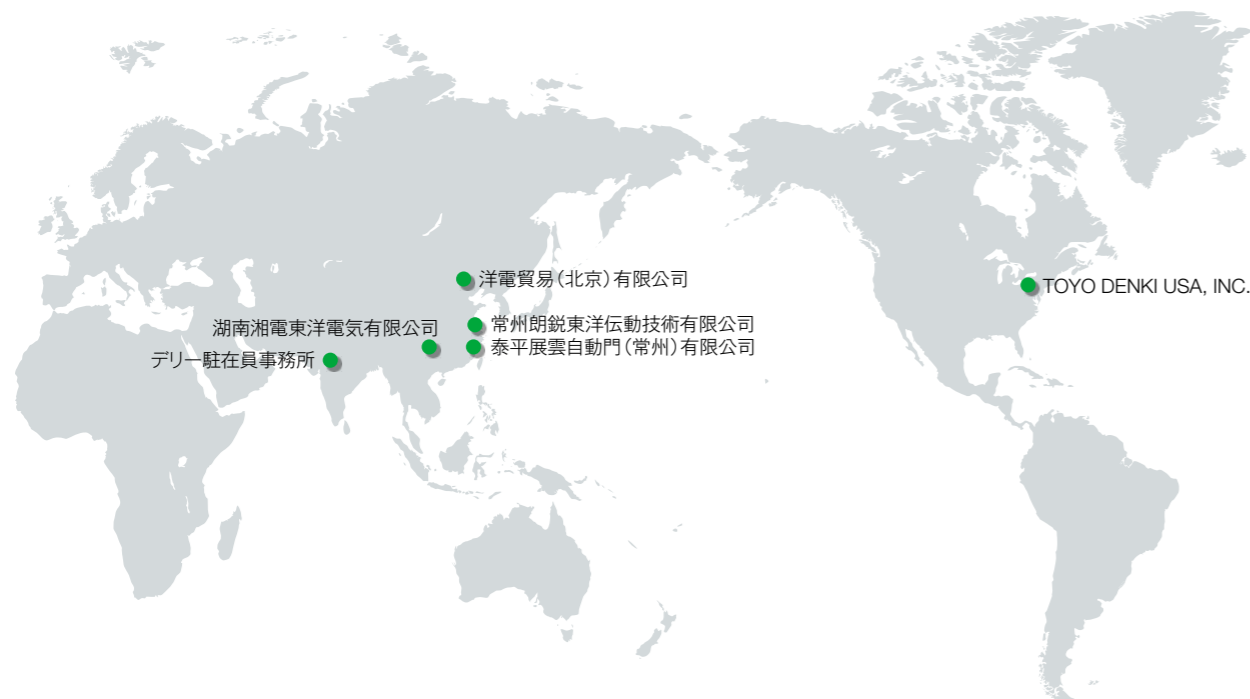 洋電貿易（北京）有限公司
TOYO DENKI USA, INC.
常州朗鋭東洋伝動技術有限公司
湖南湘電東洋電気有限公司
泰平展雲自動門（常州）有限公司
デリー駐在員事務所